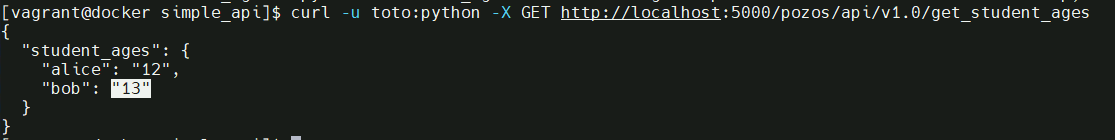 [vagrant@docker simple_api]$ curl -u toto:python -X GET http://localhost:5000/pozos/api/v1.0/get_student_ages
{
  "student_ages": {
    "alice": "12",
    "bob": "13"
  }
}